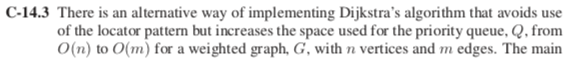 C-14.3 There is an alternative way of implementing Dijkstra's algorithm that avoids use
of the locator pattern but increases the space used for the priority queue, Q, from
O(n) to O(m) for a weighted graph, G, with n vertices and m edges. The main